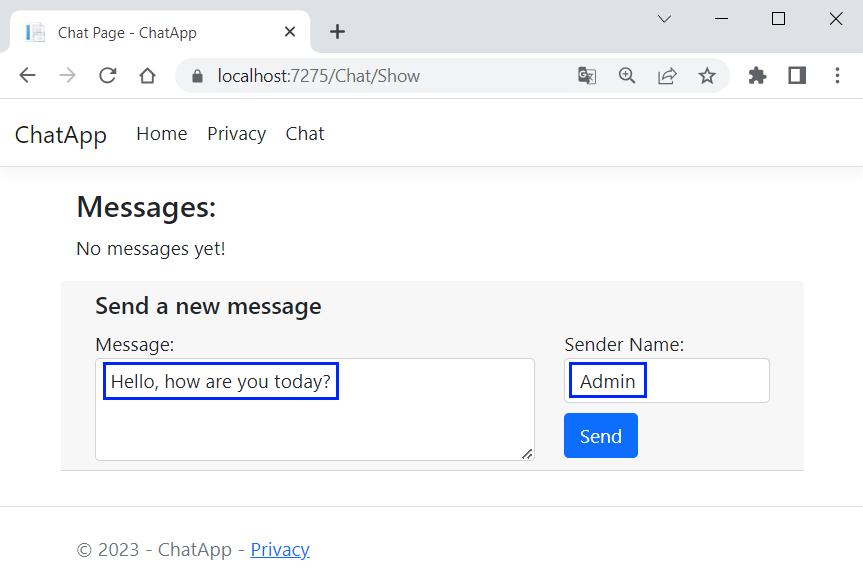 Chat Page - ChatApp
localhost:7275/Chat/Show
ChatApp Home Privacy Chat
Messages:
No messages yet!
Send a new message
Message: Sender Name:
Hello, how are you today? Admin
Send
© 2023 - ChatApp - Privacy